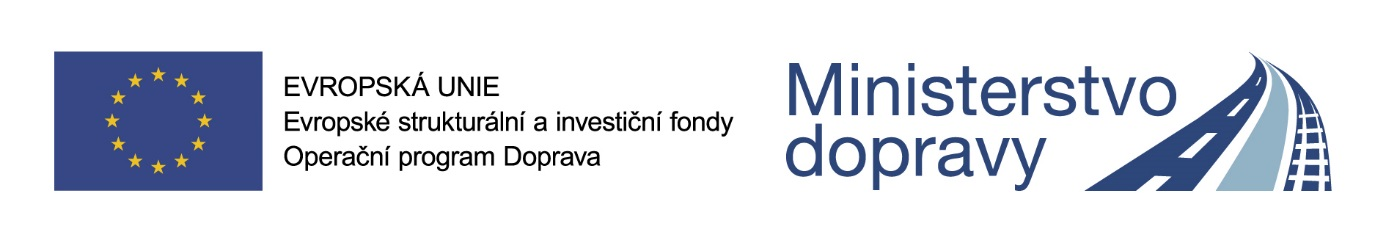 EVROPSKÁ UNIE
Evropské strukturální a investiční fondy
Operační program Doprava
Ministerstvo
dopravy